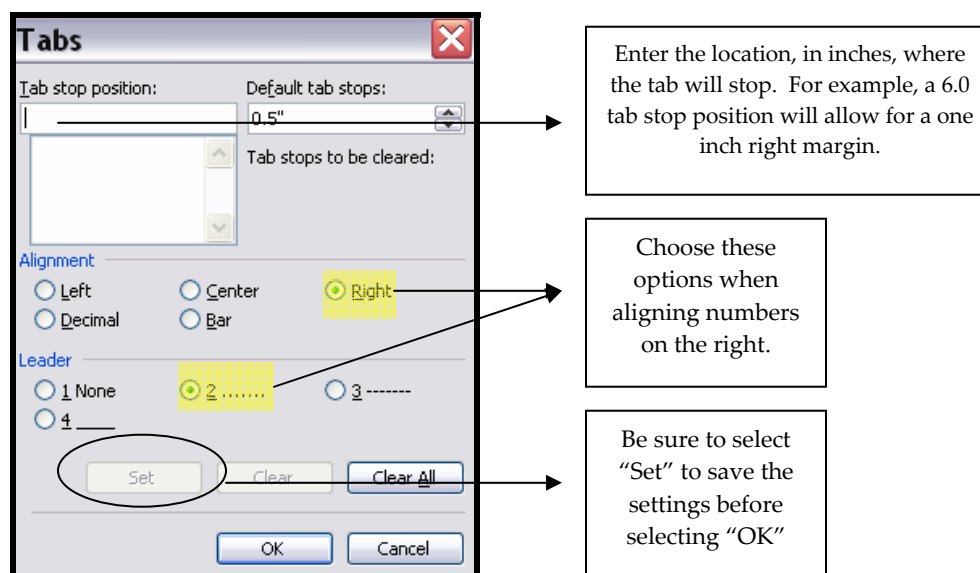 Tabs
Tab stop position:
Default tab stops:
0.5"
Tab stops to be cleared:
Alignment
Left
Center
Right
Decimal
Bar
Leader
1 None
2 .......
3 -------
4 ____
Set
Clear
Clear All
OK
Cancel
Enter the location, in inches, where
the tab will stop.  For example, a 6.0
tab stop position will allow for a one
inch right margin.
Choose these
options when
aligning numbers
on the right.
Be sure to select
“Set” to save the
settings before
selecting “OK”